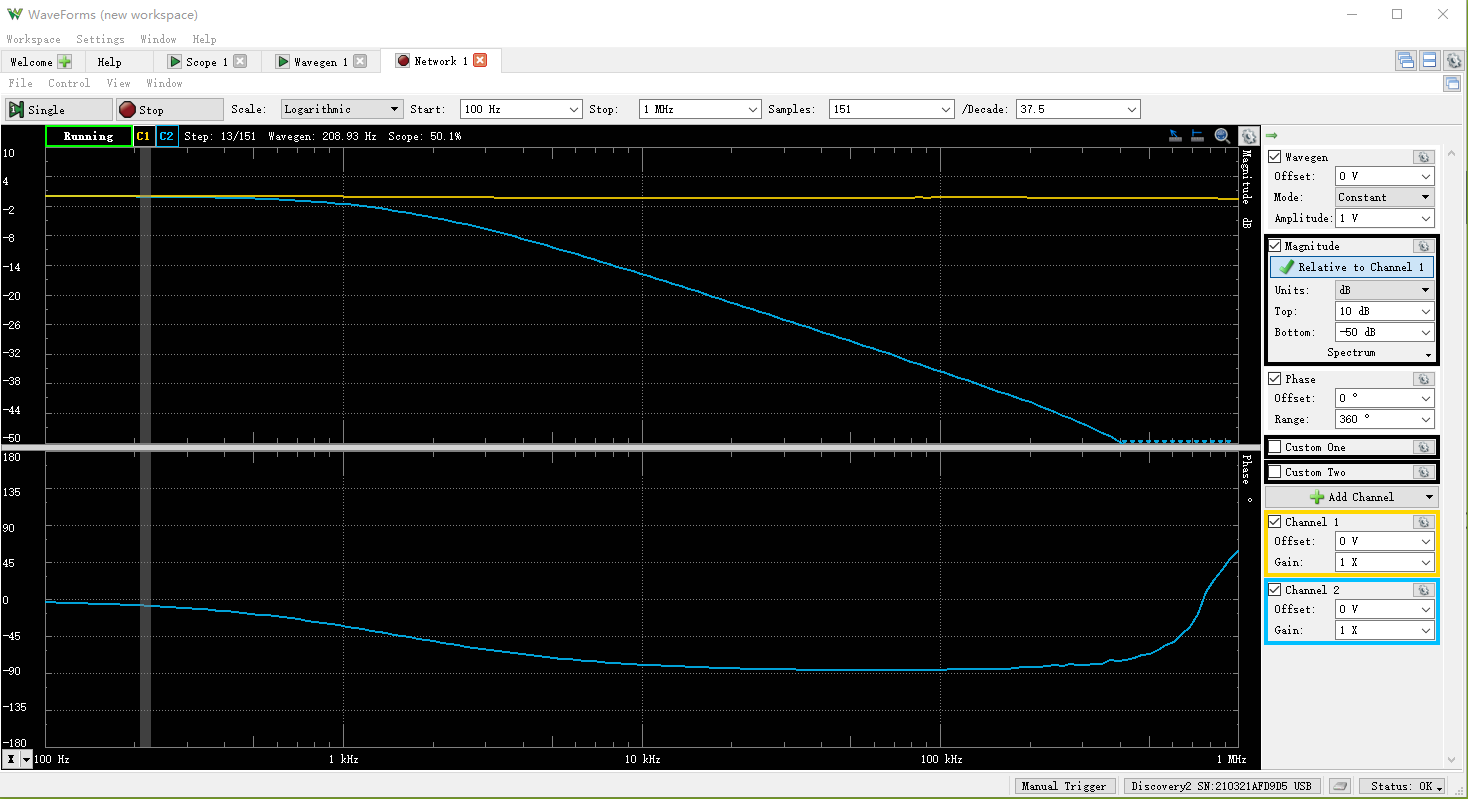 WaveForms (new workspace)
Workspace Settings Window Help
Welcome Help Scope 1 Wavegen 1 Network 1
File Control View Window
Single Stop Scale: Logarithmic Start: 100 Hz Stop: 1 MHz Samples: 151 /Decade: 37.5
Running C1 C2 Step: 13/151 Wavegen: 208.93 Hz Scope: 50.1%
10
4
-2
-8
-14
-20
-26
-32
-38
-44
-50
Magnitude dB
180
135
90
45
0
-45
-90
-135
-180
Phase °
X 100 Hz 1 kHz 10 kHz 100 kHz 1 MHz
Wavegen
Offset: 0 V
Mode: Constant
Amplitude: 1 V
Magnitude
Relative to Channel 1
Units: dB
Top: 10 dB
Bottom: -50 dB
Spectrum
Phase
Offset: 0 °
Range: 360 °
Custom One
Custom Two
Add Channel
Channel 1
Offset: 0 V
Gain: 1 X
Channel 2
Offset: 0 V
Gain: 1 X
Manual Trigger Discovery2 SN:210321AFD9D5 USB Status: OK